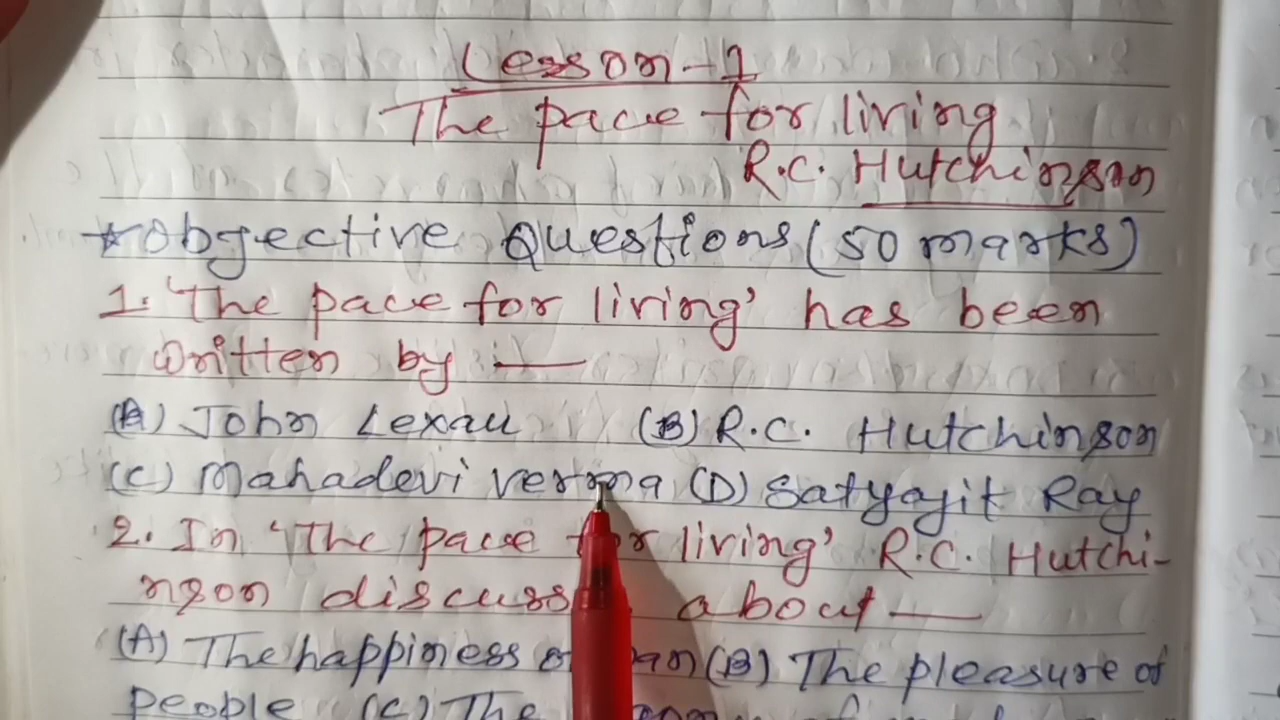 Lesson-1
The pace for living
R.C. Hutchinson
*Objective Questions (50 marks)
1. 'The pace for living' has been
written by —
(A) John Lexau (B) R.C. Hutchinson
(C) Mahadevi verma (D) Satyajit Ray
2. In 'The pace for living' R.C. Hutchi-
nson discuss about —
(A) The happiness (B) The pleasure of
people (C) The